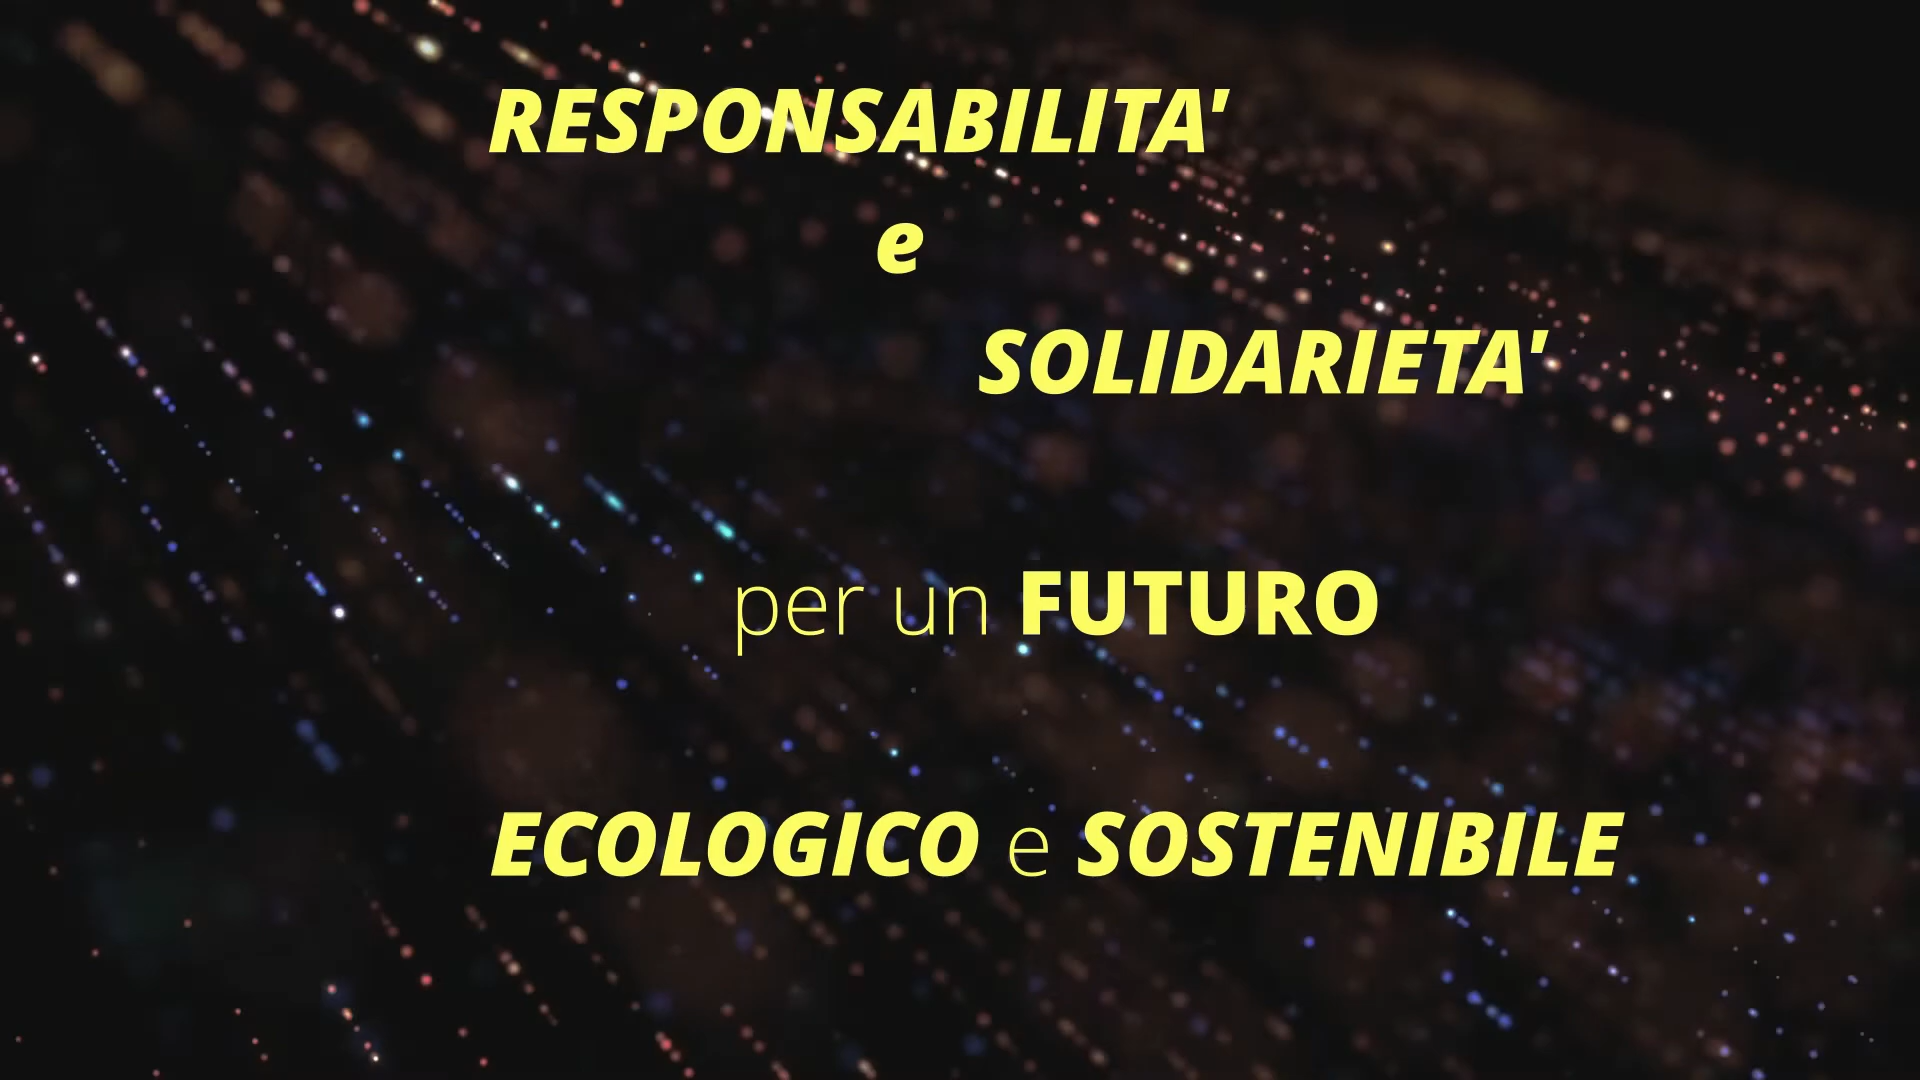 RESPONSABILITA'
e
SOLIDARIETA'
per un FUTURO
ECOLOGICO e SOSTENIBILE